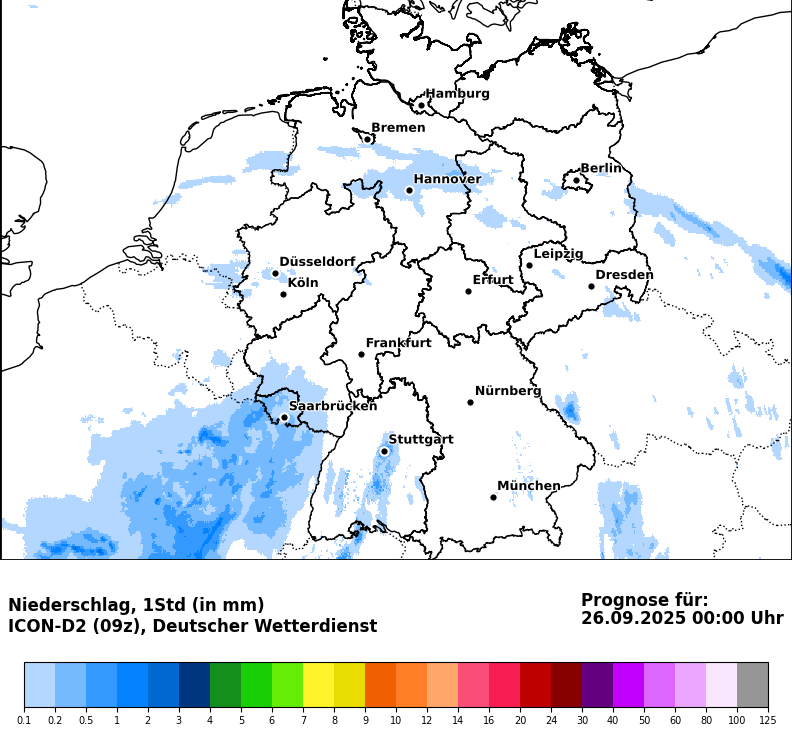 Hamburg
Bremen
Berlin
Hannover
Leipzig
Düsseldorf
Dresden
Köln
Erfurt
Frankfurt
Nürnberg
Saarbrücken
Stuttgart
München
Niederschlag, 1Std (in mm)
ICON-D2 (09z), Deutscher Wetterdienst
Prognose für:
26.09.2025 00:00 Uhr
0.1 0.2 0.5 1 2 3 4 5 6 7 8 9 10 12 14 16 20 24 30 40 50 60 80 100 125